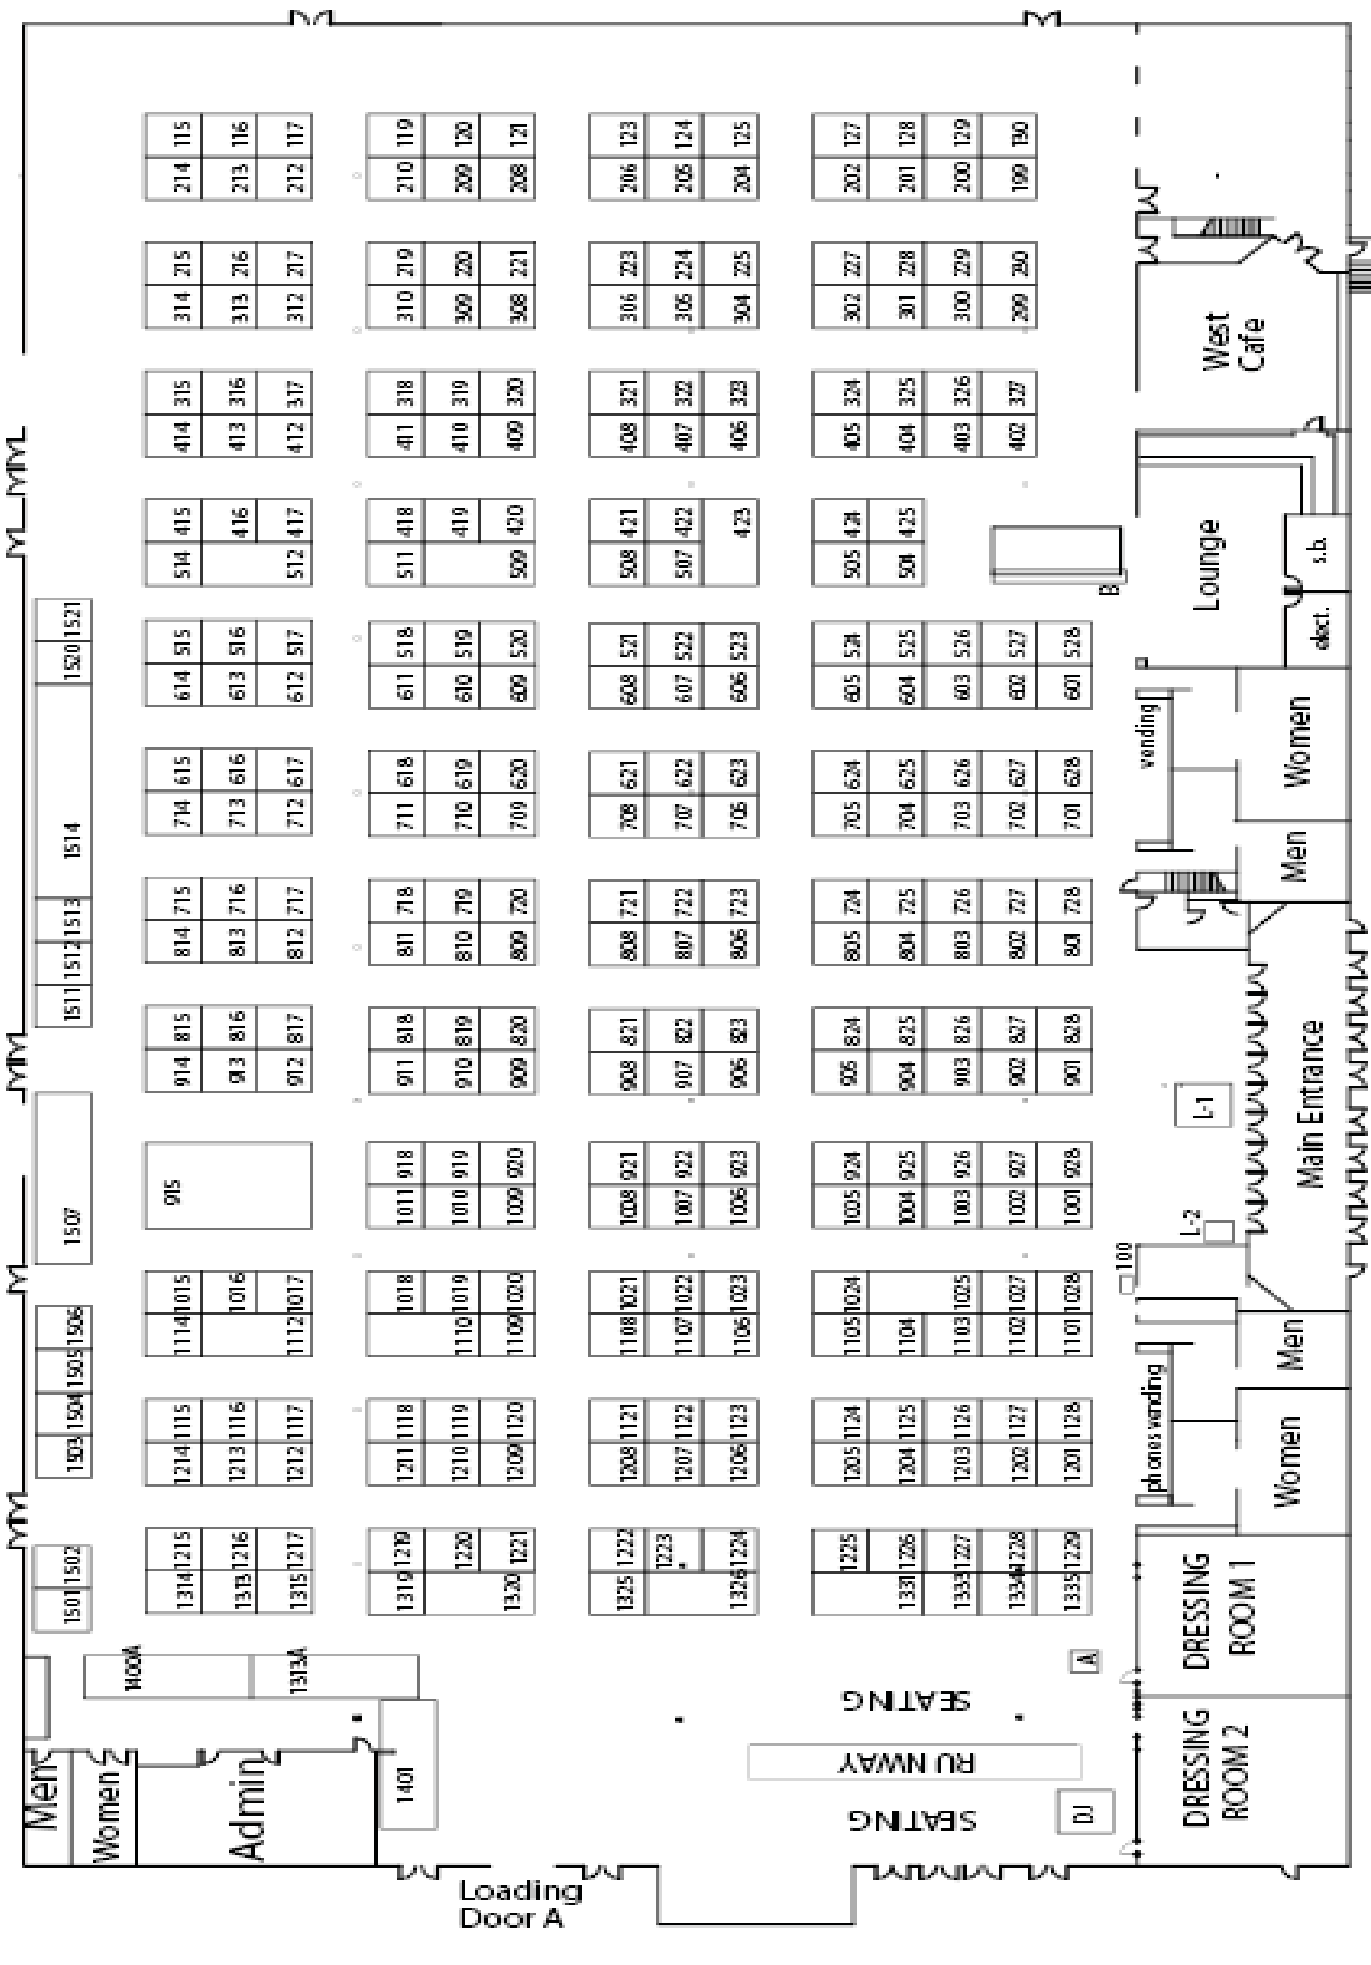 115 116 117 119 120 121 123 124 125 127 128 129 130
214 213 212 210 209 208 206 205 204 202 201 200 199
215 216 217 219 220 221 223 224 225 227 228 229 230
314 313 312 310 309 308 306 305 304 302 301 300 299
West
Cafe
315 316 317 318 319 320 321 322 323 324 325 326 327
414 413 412 411 410 409 408 407 406 405 404 403 402
415 416 417 418 419 420 421 422 423 424 425
514 512 511 509 508 507 505 504
B
Lounge
s.b.
elect.
1521
1520
515 516 517 518 519 520 521 522 523 524 525 526 527 528
614 613 612 611 610 609 608 607 606 605 604 603 602 601
vending
Women
615 616 617 618 619 620 621 622 623 624 625 626 627 628
714 713 712 711 710 709 708 707 706 705 704 703 702 701
1514
Men
1513
1512
1511
715 716 717 718 719 720 721 722 723 724 725 726 727 728
814 813 812 811 810 809 808 807 806 805 804 803 802 801
815 816 817 818 819 820 821 822 823 824 825 826 827 828
914 913 912 911 910 909 908 907 906 905 904 903 902 901
L-1
Main Entrance
1507
915 918 919 920 921 922 923 924 925 926 927 928
1011 1010 1009 1008 1007 1006 1005 1004 1003 1002 1001
L-2
100
1506
1505
1504
1503
1015 1016 1017 1018 1019 1020 1021 1022 1023 1024 1025 1027 1028
1114 1112 1110 1109 1108 1107 1106 1105 1104 1103 1102 1101
Men
phones vending
Women
1115 1116 1117 1118 1119 1120 1121 1122 1123 1124 1125 1126 1127 1128
1214 1213 1212 1211 1210 1209 1208 1207 1206 1205 1204 1203 1202 1201
1502
1501
1215 1216 1217 1219 1220 1221 1222 1223 1224 1225 1226 1227 1228 1229
1314 1313 1315 1319 1320 1325 1326 1331 1333 1334 1335
DRESSING
ROOM 1
1400A
1313A
A
SEATING
RUNWAY
SEATING
DJ
DRESSING
ROOM 2
Men
Women
Admin
1401
Loading
Door A